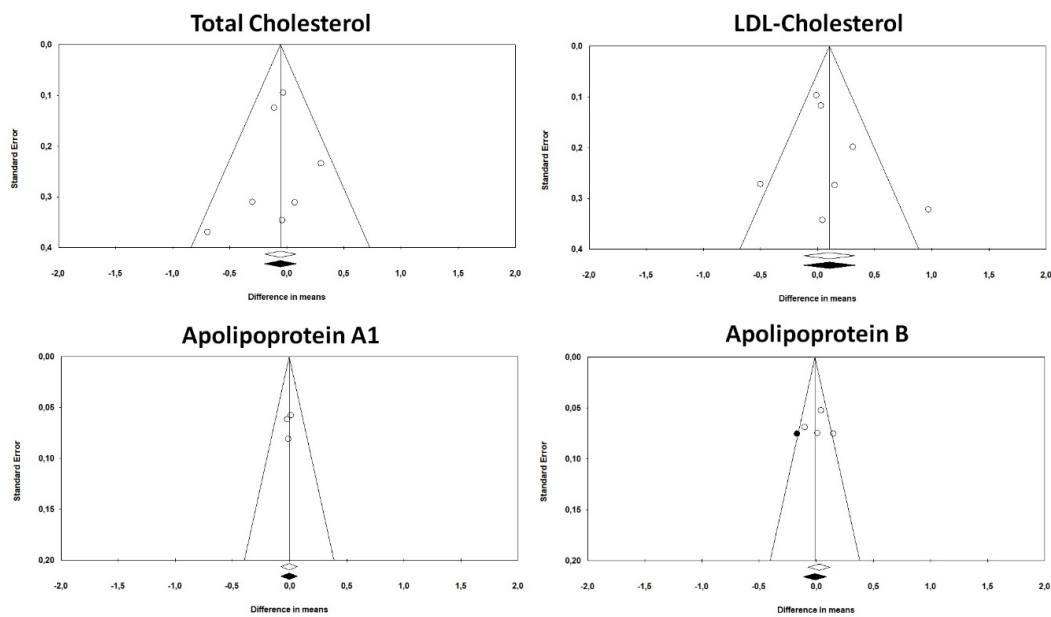 Total Cholesterol
0,0
0,1
0,2
0,3
0,4
Standard Error
-2,0 -1,5 -1,0 -0,5 0,0 0,5 1,0 1,5 2,0
Difference in means
LDL-Cholesterol
0,0
0,1
0,2
0,3
0,4
Standard Error
-2,0 -1,5 -1,0 -0,5 0,0 0,5 1,0 1,5 2,0
Difference in means
Apolipoprotein A1
0,00
0,05
0,10
0,15
0,20
Standard Error
-2,0 -1,5 -1,0 -0,5 0,0 0,5 1,0 1,5 2,0
Difference in means
Apolipoprotein B
0,00
0,05
0,10
0,15
0,20
Standard Error
-2,0 -1,5 -1,0 -0,5 0,0 0,5 1,0 1,5 2,0
Difference in means